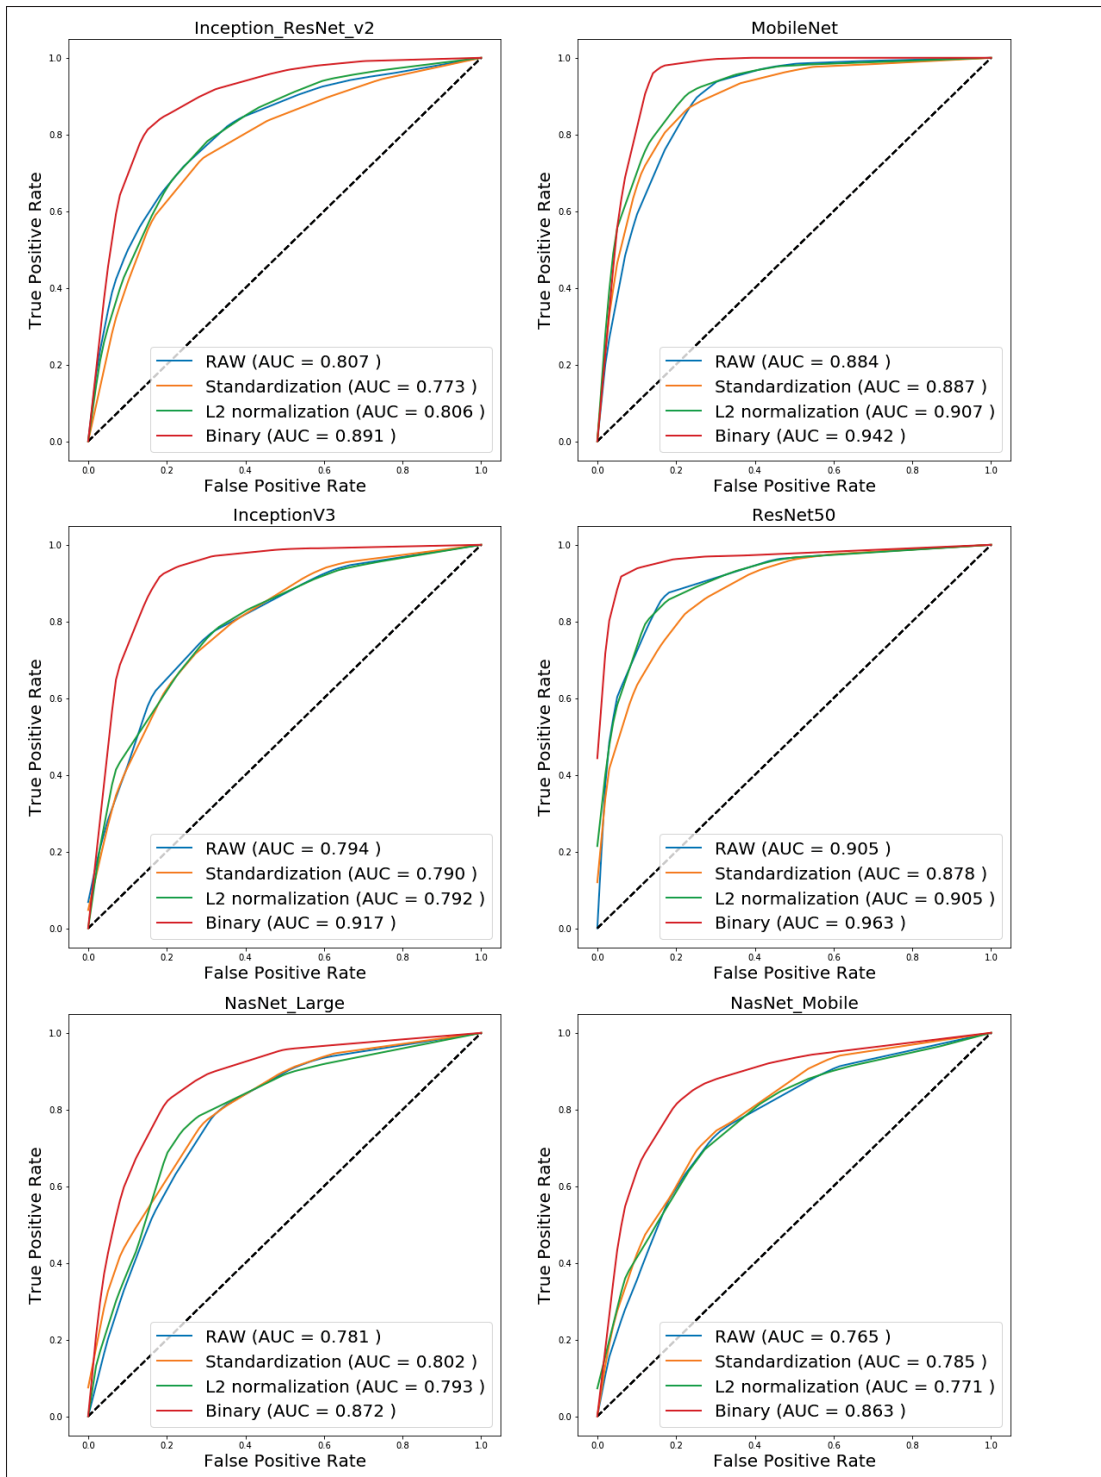 Inception_ResNet_v2
True Positive Rate
1.0
0.8
0.6
0.4
0.2
0.0
RAW (AUC = 0.807 )
Standardization (AUC = 0.773 )
L2 normalization (AUC = 0.806 )
Binary (AUC = 0.891 )
0.0 0.2 0.4 0.6 0.8 1.0
False Positive Rate
MobileNet
True Positive Rate
1.0
0.8
0.6
0.4
0.2
0.0
RAW (AUC = 0.884 )
Standardization (AUC = 0.887 )
L2 normalization (AUC = 0.907 )
Binary (AUC = 0.942 )
0.0 0.2 0.4 0.6 0.8 1.0
False Positive Rate
InceptionV3
True Positive Rate
1.0
0.8
0.6
0.4
0.2
0.0
RAW (AUC = 0.794 )
Standardization (AUC = 0.790 )
L2 normalization (AUC = 0.792 )
Binary (AUC = 0.917 )
0.0 0.2 0.4 0.6 0.8 1.0
False Positive Rate
ResNet50
True Positive Rate
1.0
0.8
0.6
0.4
0.2
0.0
RAW (AUC = 0.905 )
Standardization (AUC = 0.878 )
L2 normalization (AUC = 0.905 )
Binary (AUC = 0.963 )
0.0 0.2 0.4 0.6 0.8 1.0
False Positive Rate
NasNet_Large
True Positive Rate
1.0
0.8
0.6
0.4
0.2
0.0
RAW (AUC = 0.781 )
Standardization (AUC = 0.802 )
L2 normalization (AUC = 0.793 )
Binary (AUC = 0.872 )
0.0 0.2 0.4 0.6 0.8 1.0
False Positive Rate
NasNet_Mobile
True Positive Rate
1.0
0.8
0.6
0.4
0.2
0.0
RAW (AUC = 0.765 )
Standardization (AUC = 0.785 )
L2 normalization (AUC = 0.771 )
Binary (AUC = 0.863 )
0.0 0.2 0.4 0.6 0.8 1.0
False Positive Rate